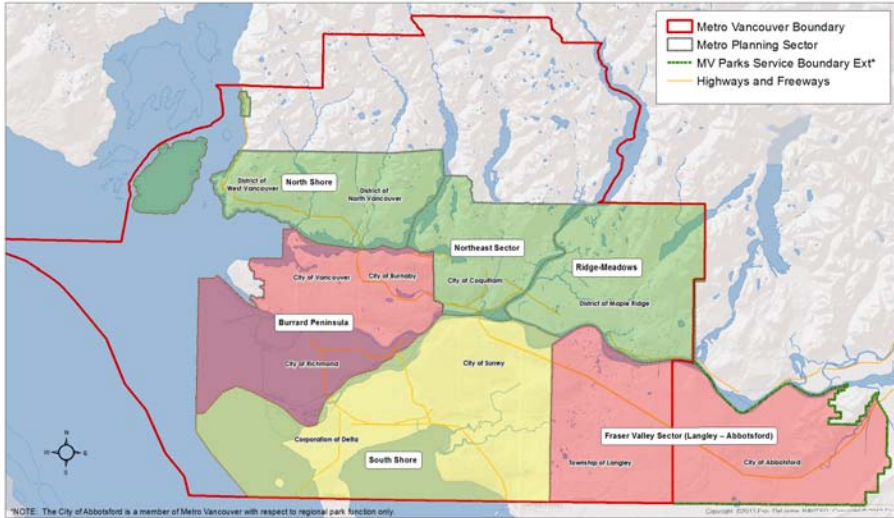 Metro Vancouver Boundary
Metro Planning Sector
MV Parks Service Boundary Ext*
Highways and Freeways
District of
West Vancouver
North Shore
District of
North Vancouver
Northeast Sector
Ridge-Meadows
City of Vancouver
City of Burnaby
City of Coquitlam
District of Maple Ridge
Burrard Peninsula
City of Richmond
City of Surrey
Corporation of Delta
Fraser Valley Sector (Langley – Abbotsford)
South Shore
Township of Langley
City of Abbotsford
N
W
E
S
*NOTE: The City of Abbotsford is a member of Metro Vancouver with respect to regional park function only.